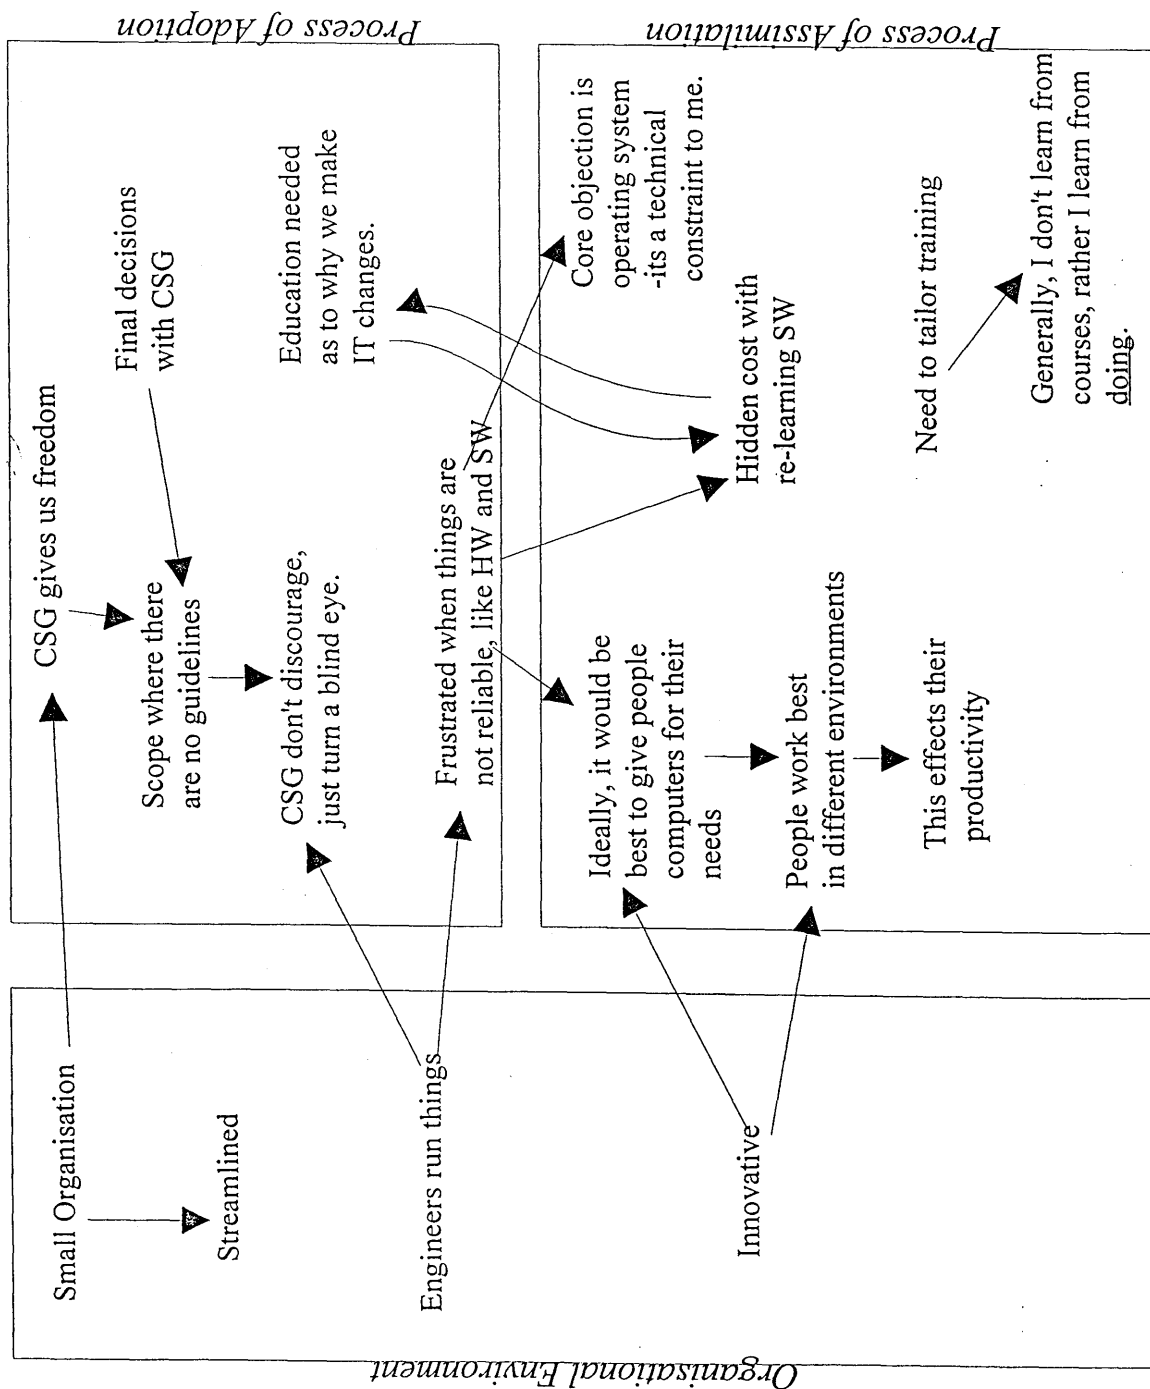 Organisational Environment
Small Organisation
Streamlined
Engineers run things
Innovative
Process of Adoption
CSG gives us freedom
Final decisions
with CSG
Scope where there
are no guidelines
CSG don't discourage,
just turn a blind eye.
Education needed
as to why we make
IT changes.
Frustrated when things are
not reliable, like HW and SW
Process of Assimilation
Core objection is
operating system
-its a technical
constraint to me.
Ideally, it would be
best to give people
computers for their
needs
Hidden cost with
re-learning SW
People work best
in different environments
This effects their
productivity
Need to tailor training
Generally, I don't learn from
courses, rather I learn from
doing.